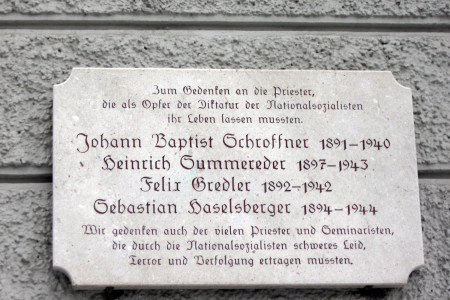 Zum Gedenken an die Priester,
die als Opfer der Diktatur der Nationalsozialisten
ihr Leben lassen mussten.
Johann Baptist Schroffner 1891–1940
Heinrich Summereder 1897–1943
Felix Gredler 1892–1942
Sebastian Haselsberger 1894–1944
Wir gedenken auch der vielen Priester und Seminaristen,
die durch die Nationalsozialisten schweres Leid,
Terror und Verfolgung ertragen mussten.